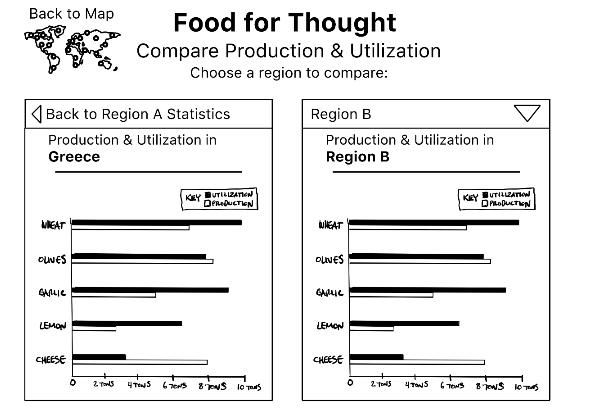 Back to Map
Food for Thought
Compare Production & Utilization
Choose a region to compare:
Back to Region A Statistics
Production & Utilization in
Greece
KEY UTILIZATION
PRODUCTION
WHEAT
OLIVES
GARLIC
LEMON
CHEESE
0 2 TONS 4 TONS 6 TONS 8 TONS 10 TONS
Region B
Production & Utilization in
Region B
KEY UTILIZATION
PRODUCTION
WHEAT
OLIVES
GARLIC
LEMON
CHEESE
0 2 TONS 4 TONS 6 TONS 8 TONS 10 TONS